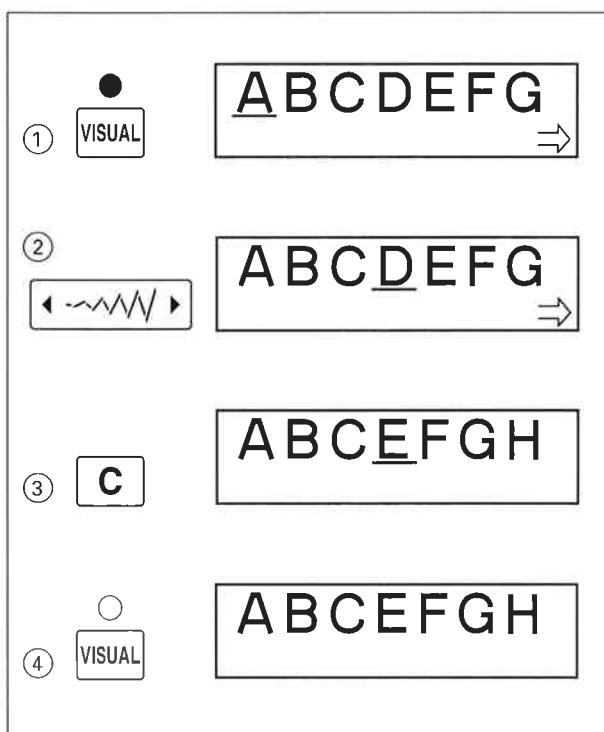 ① VISUAL
ABCDEFG
②
ABCDEFG
③ C
ABCEFGH
④ VISUAL
ABCEFGH